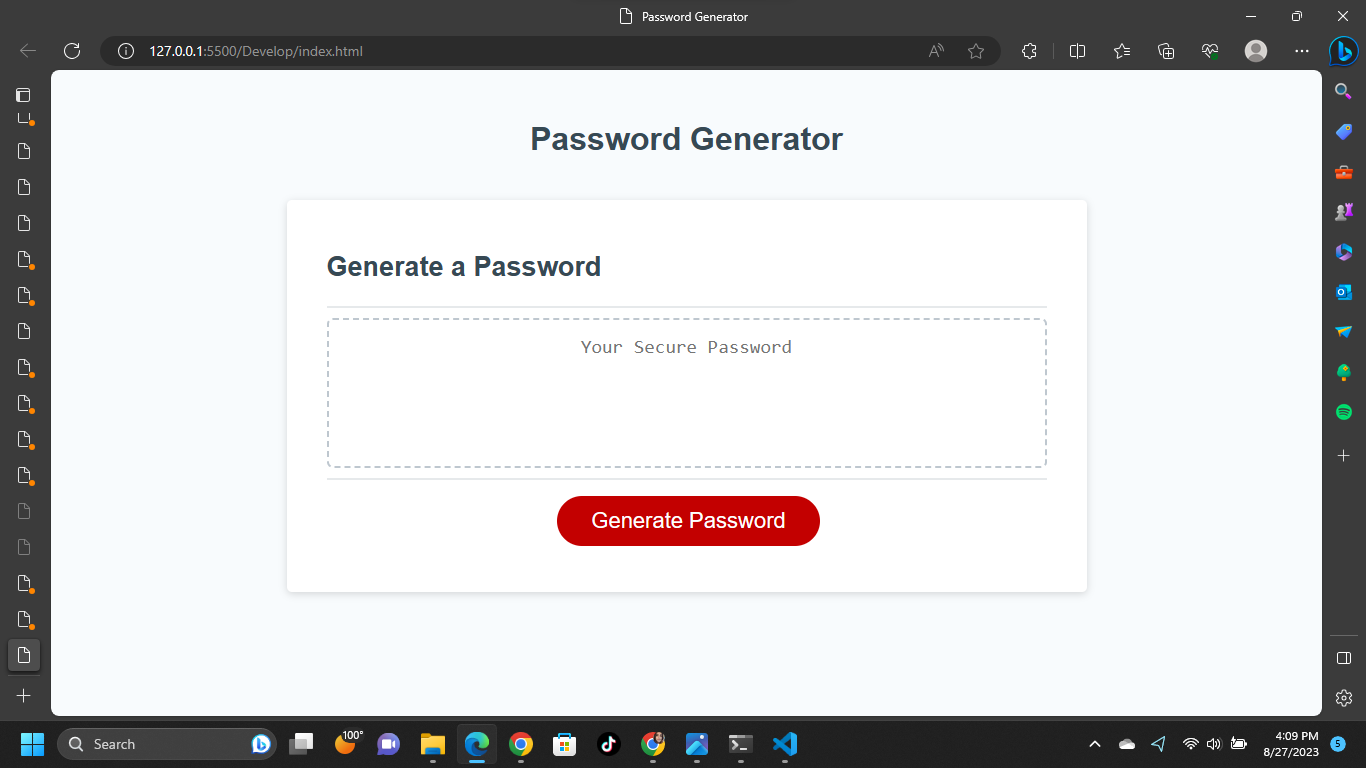 Password Generator
127.0.0.1:5500/Develop/index.html
Password Generator
Generate a Password
Your Secure Password
Generate Password
Search
100°
4:09 PM
8/27/2023
5